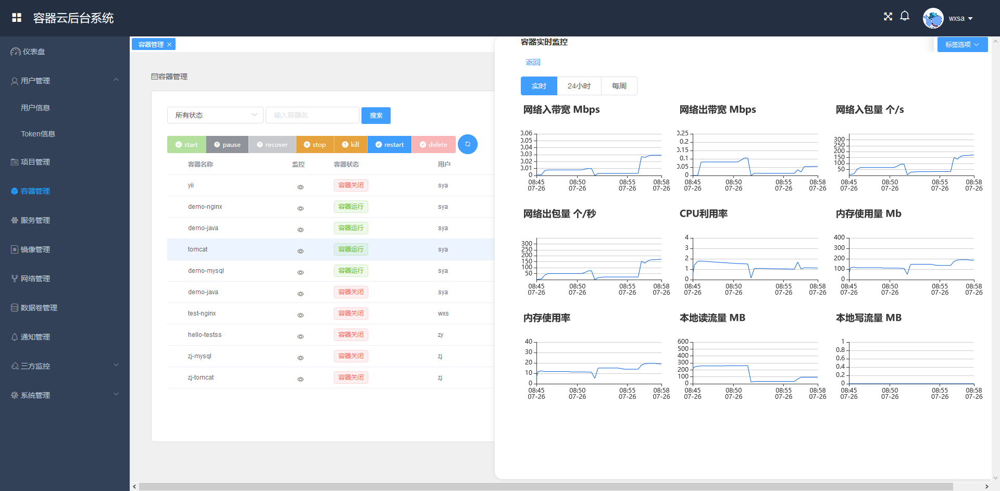 容器云后台系统
wxsa
仪表盘
用户管理
用户信息
Token信息
项目管理
容器管理
服务管理
镜像管理
网络管理
数据卷管理
通知管理
三方监控
系统管理
容器管理
标签选项
容器管理
所有状态 输入容器名 搜索
start pause recover stop kill restart delete
容器名称 监控 容器状态 用户
yii 容器关闭 sya
demo-nginx 容器运行 sya
demo-java 容器运行 sya
tomcat 容器运行 sya
demo-mysql 容器运行 sya
demo-java 容器关闭 sya
test-nginx 容器关闭 wxs
hello-testss 容器关闭 zy
zj-mysql 容器关闭 zj
zj-tomcat 容器关闭 zj
容器实时监控
返回
实时 24小时 每周
网络入带宽 Mbps
0.06
0.05
0.04
0.03
0.02
0.01
0
08:45 08:50 08:55 08:58
07-26 07-26 07-26 07-26
网络出带宽 Mbps
0.25
0.2
0.15
0.1
0.05
0
08:45 08:50 08:55 08:58
07-26 07-26 07-26 07-26
网络入包量 个/s
300
250
200
150
100
50
08:45 08:50 08:55 08:58
07-26 07-26 07-26 07-26
网络出包量 个/秒
300
250
200
150
100
50
08:45 08:50 08:55 08:58
07-26 07-26 07-26 07-26
CPU利用率
4
3
2
1
0
08:45 08:50 08:55 08:58
07-26 07-26 07-26 07-26
内存使用量 Mb
400
300
200
100
0
08:45 08:50 08:55 08:58
07-26 07-26 07-26 07-26
内存使用率
40
30
20
10
0
08:45 08:50 08:55 08:58
07-26 07-26 07-26 07-26
本地读流量 MB
600
500
400
300
200
100
0
08:45 08:50 08:55 08:58
07-26 07-26 07-26 07-26
本地写流量 MB
1
0.8
0.6
0.4
0.2
0
08:45 08:50 08:55 08:58
07-26 07-26 07-26 07-26